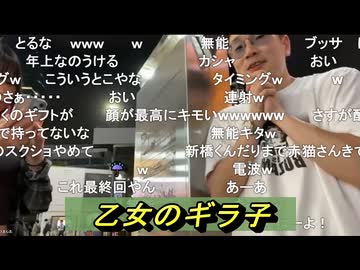 とるな　www　w　無能　ブッサ
年上なのうける　カシャ　おい
w　こういうとこやな　タイミングw　w
さぁ・・・・・　おい　連射w
くのギフトが　顔が最高にキモいwwwwww　さすが
で持ってないな　無能キタw
のスクショやめて　新橋くんだりまで赤猫さんき
w　電波w
これ最終回やん　あーあ
乙女のギラ子
ーよ！